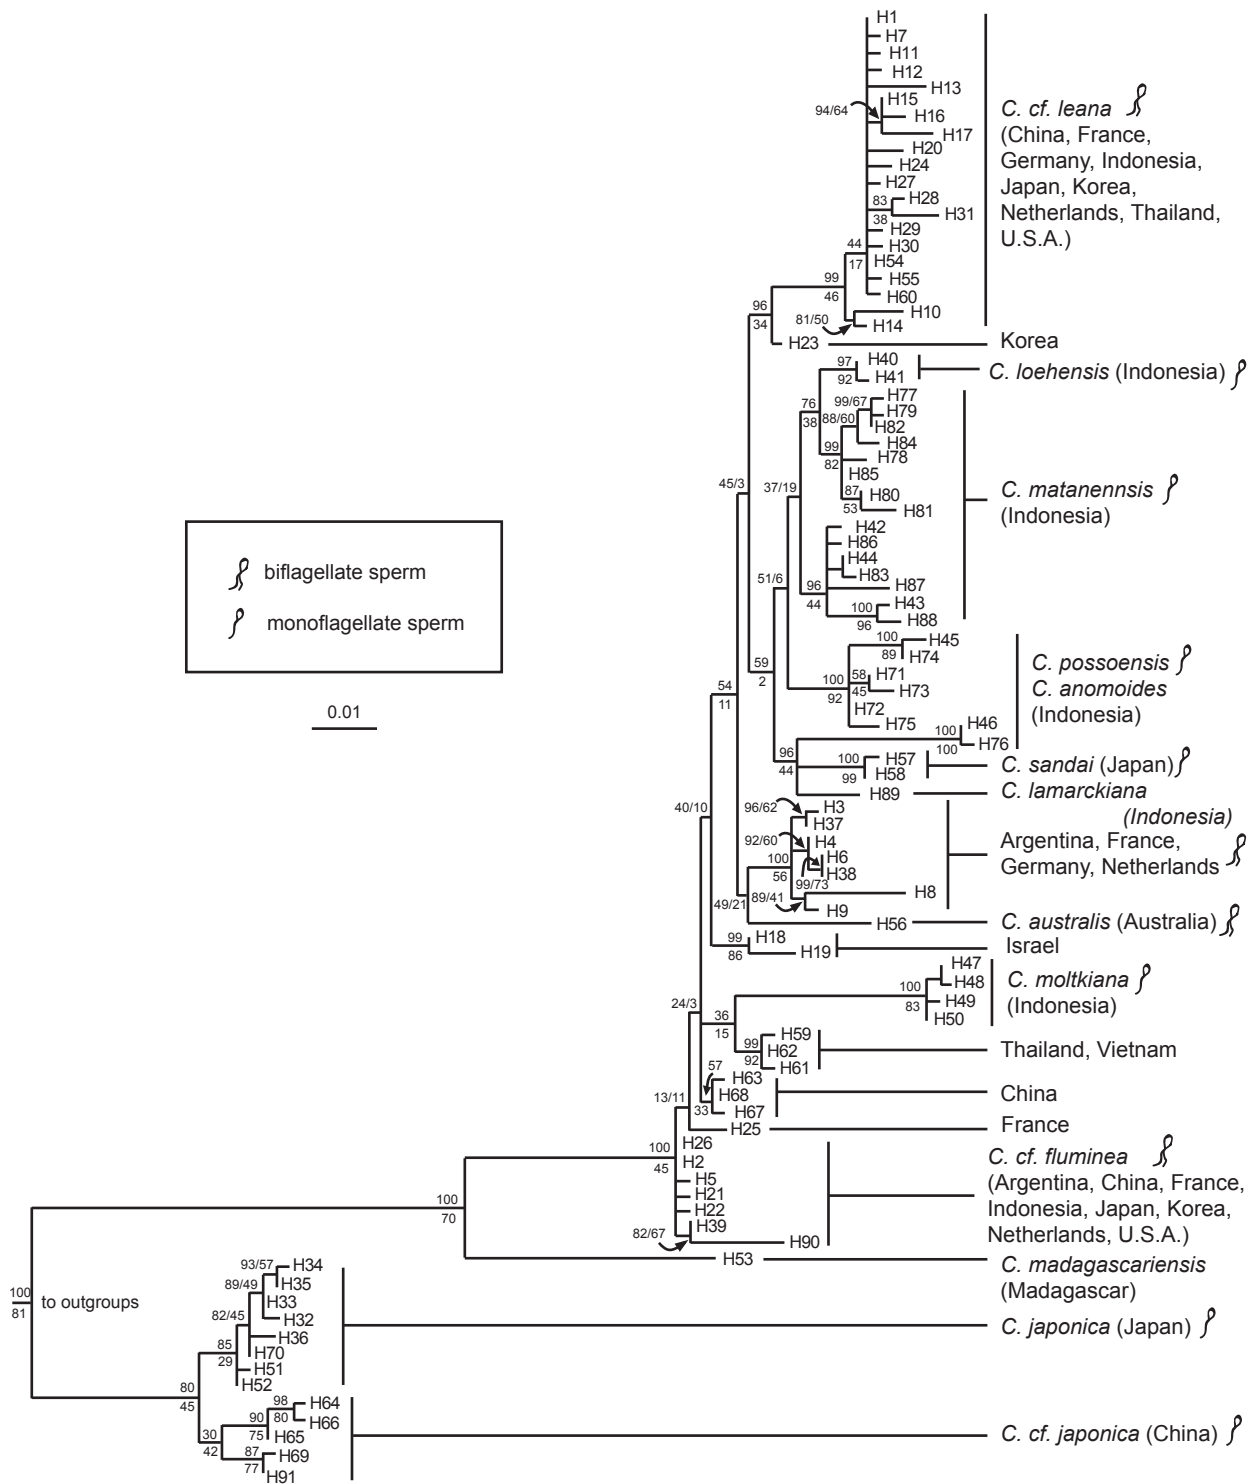 H1
H7
H11
H12
H13
94/64
H15
H16
H17
H20
H24
H27
83
38
H28
H31
H29
H30
44
17
H54
H55
H60
99
46
H10
81/50
H14
C. cf. leana
(China, France,
Germany, Indonesia,
Japan, Korea,
Netherlands, Thailand,
U.S.A.)
96
34
H23
Korea
97
92
H40
H41
C. loehensis (Indonesia)
76
38
99/67
88/60
H77
H79
H82
H84
99
82
H78
H85
87
53
H80
H81
37/19
45/3
C. matanennsis
(Indonesia)
H42
H86
H44
H83
96
44
H87
100
96
H43
H88
51/6
biflagellate sperm
monoflagellate sperm
0.01
100
89
H45
H74
59
2
100
92
58
45
H71
H73
H72
H75
C. possoensis
C. anomoides
(Indonesia)
54
11
100
100
H46
H76
96
44
100
99
H57
H58
C. sandai (Japan)
H89
C. lamarckiana
(Indonesia)
40/10
96/62
H3
H37
92/60
H4
H6
H38
100
56
99/73
89/41
H8
H9
Argentina, France,
Germany, Netherlands
49/21
H56
C. australis (Australia)
99
86
H18
H19
Israel
100
83
H47
H48
H49
H50
C. moltkiana
(Indonesia)
24/3
36
15
99
92
H59
H62
H61
Thailand, Vietnam
57
33
H63
H68
H67
China
13/11
H25
France
100
45
H26
H2
H5
H21
H22
H39
82/67
H90
C. cf. fluminea
(Argentina, China, France,
Indonesia, Japan, Korea,
Netherlands, U.S.A.)
100
70
H53
C. madagascariensis
(Madagascar)
100
81
to outgroups
93/57
H34
89/49
H35
H33
82/45
H32
H36
H70
85
29
H51
H52
C. japonica (Japan)
80
45
98
80
H64
H66
90
75
H65
30
42
87
77
H69
H91
C. cf. japonica (China)